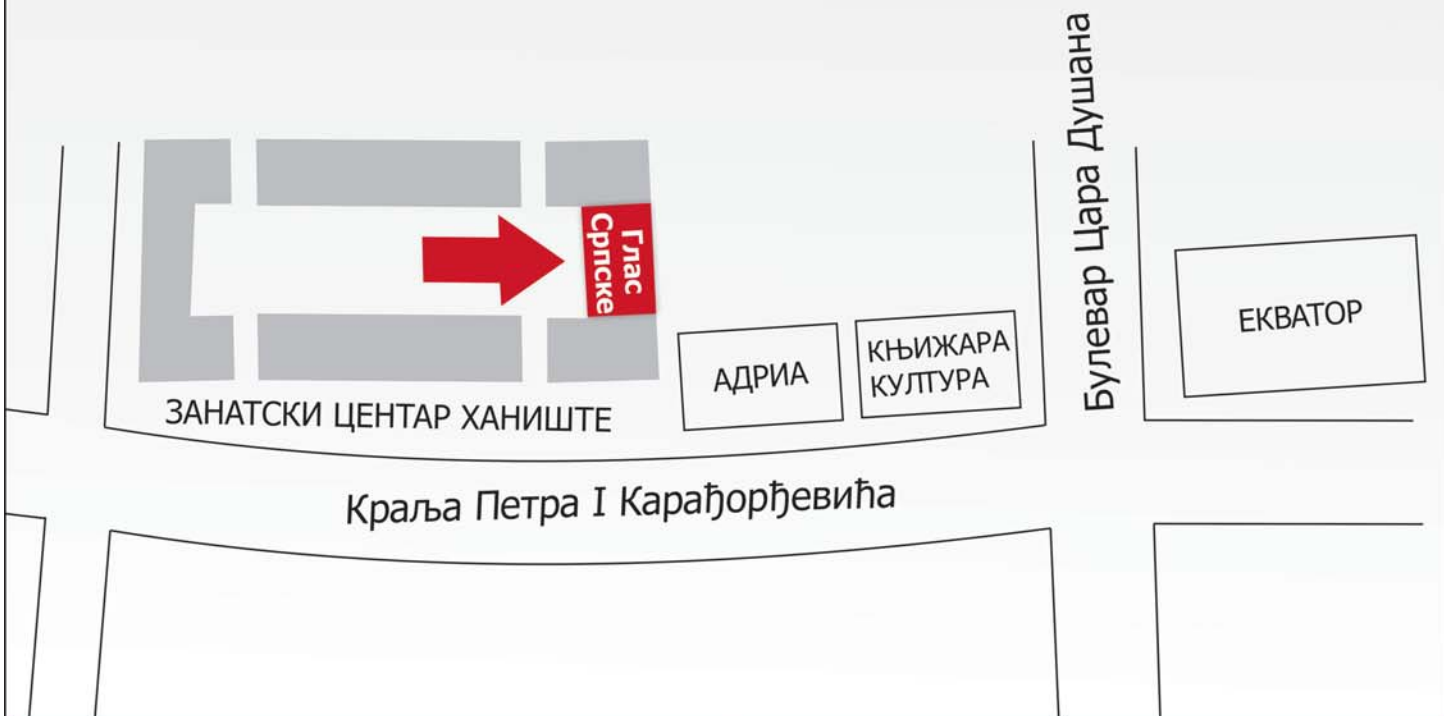 Булевар Цара Душана
Глас
Српске
ЕКВАТОР
КЊИЖАРА
КУЛТУРА
АДРИА
ЗАНАТСКИ ЦЕНТАР ХАНИШТЕ
Краља Петра I Карађорђевића